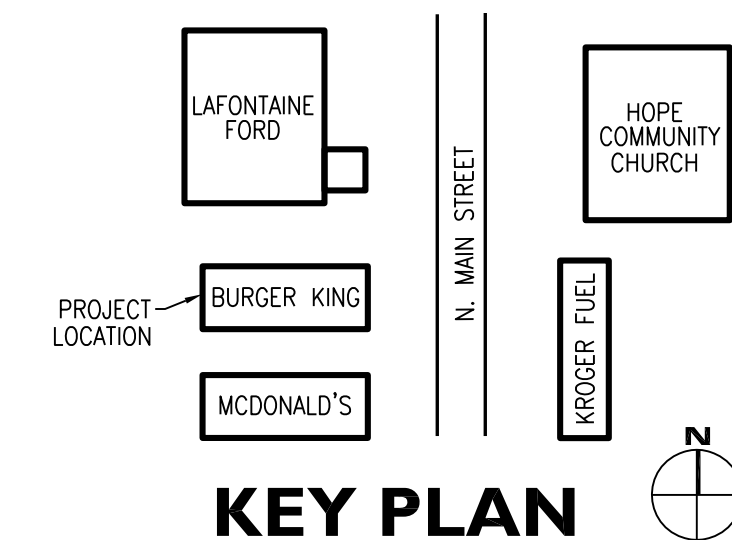 LAFONTAINE
FORD
HOPE
COMMUNITY
CHURCH
N. MAIN STREET
PROJECT
LOCATION
BURGER KING
KROGER FUEL
MCDONALD'S
N
KEY PLAN